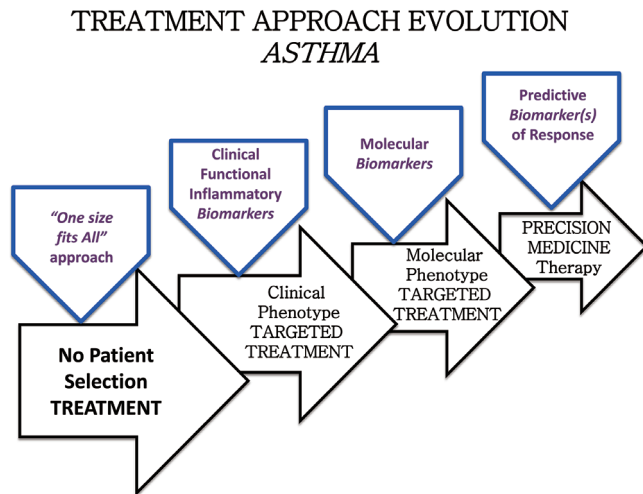 TREATMENT APPROACH EVOLUTION
ASTHMA
"One size
fits All"
approach
No Patient
Selection
TREATMENT
Clinical
Functional
Inflammatory
Biomarkers
Clinical
Phenotype
TARGETED
TREATMENT
Molecular
Biomarkers
Molecular
Phenotype
TARGETED
TREATMENT
Predictive
Biomarker(s)
of Response
PRECISION
MEDICINE
Therapy